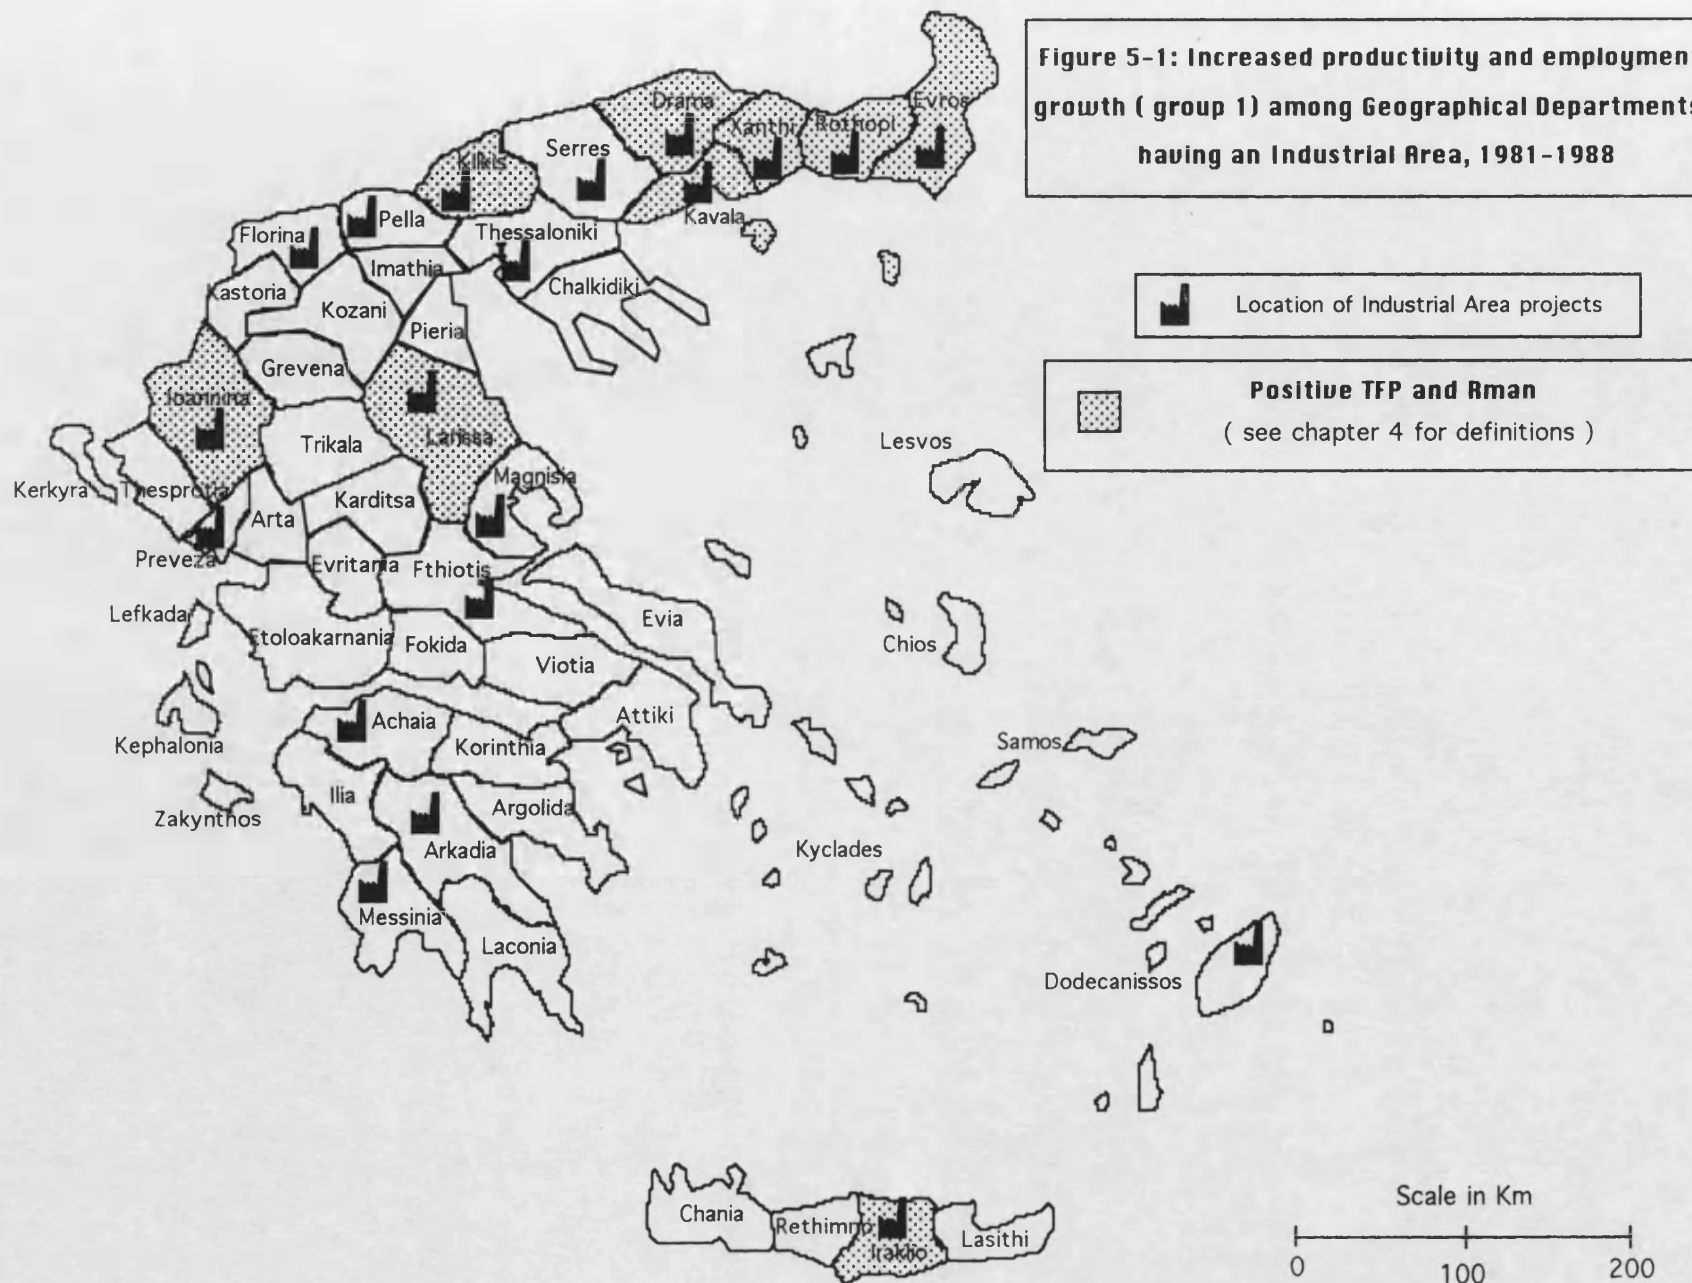 Figure 5-1: Increased productivity and employmen
growth ( group 1) among Geographical Departments
having an Industrial Area, 1981-1988
Location of Industrial Area projects
Positive TFP and Rman
( see chapter 4 for definitions )
Drama
Evros
Xanthi
Rothopi
Serres
Kilkis
Kavala
Pella
Thessaloniki
Florina
Imathia
Chalkidiki
Kastoria
Kozani
Pieria
Grevena
Ioannina
Larissa
Trikala
Lesvos
Magnisia
Kerkyra
Thesprotia
Karditsa
Arta
Preveza
Evritania
Fthiotis
Lefkada
Evia
Etoloakarnania
Fokida
Chios
Viotia
Achaia
Attiki
Kephalonia
Korinthia
Samos
Ilia
Argolida
Zakynthos
Arkadia
Kyclades
Messinia
Laconia
Dodecanissos
Chania
Rethimno
Iraklio
Lasithi
Scale in Km
0 100 200